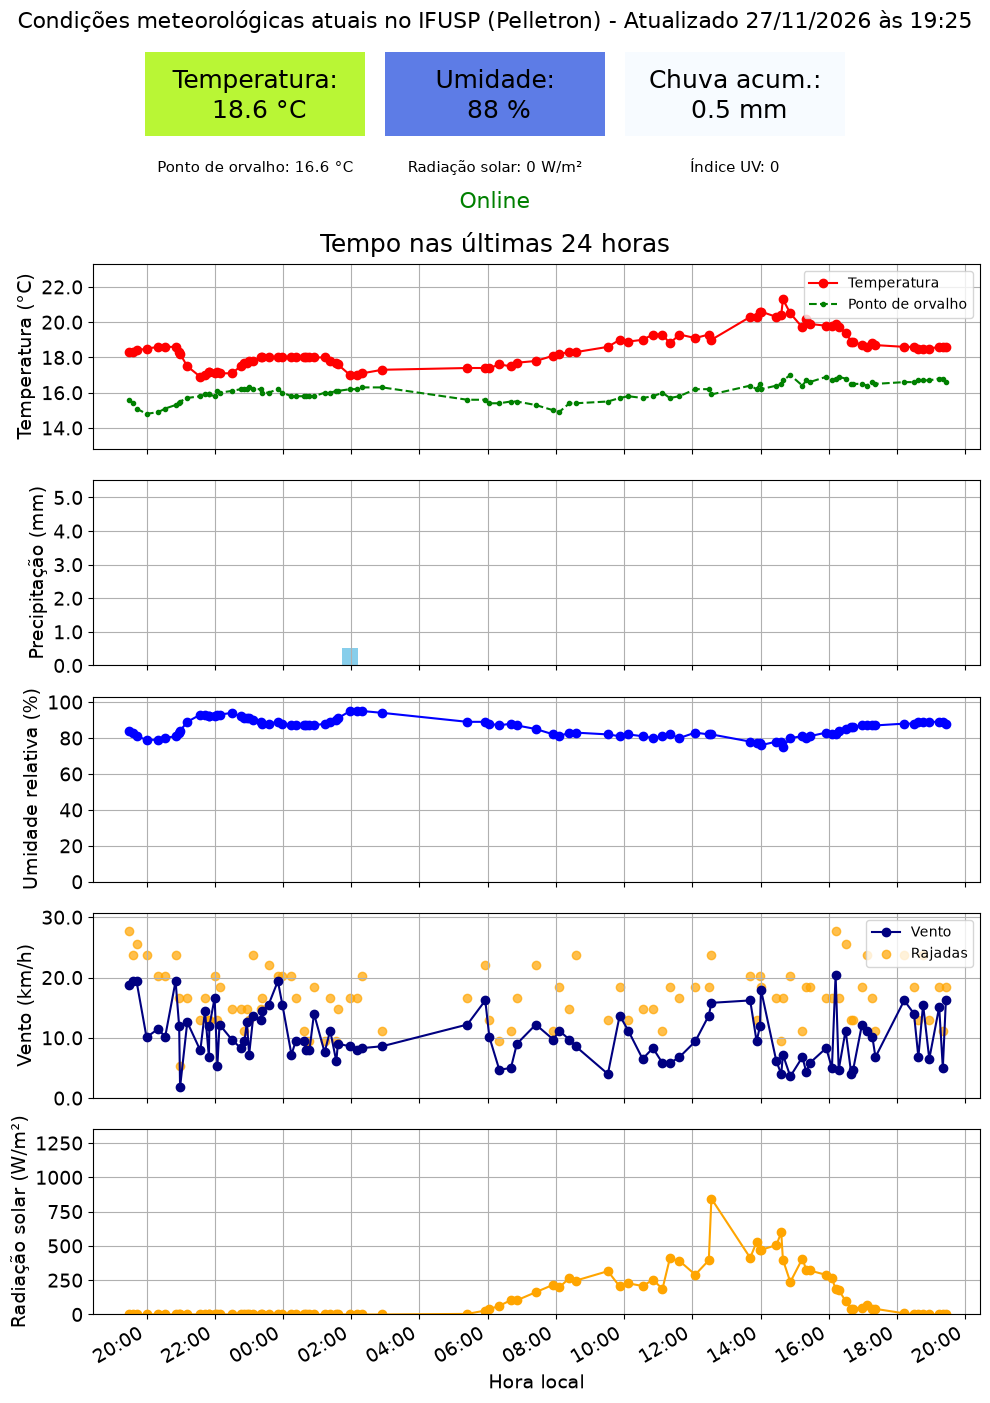 Condições meteorológicas atuais no IFUSP (Pelletron) - Atualizado 27/11/2026 às 19:25
Temperatura:
18.6 °C
Umidade:
88 %
Chuva acum.:
0.5 mm
Ponto de orvalho: 16.6 °C
Radiação solar: 0 W/m²
Índice UV: 0
Online
Tempo nas últimas 24 horas
Temperatura (°C)
22.0
20.0
18.0
16.0
14.0
Temperatura
Ponto de orvalho
Precipitação (mm)
5.0
4.0
3.0
2.0
1.0
0.0
Umidade relativa (%)
100
80
60
40
20
0
Vento (km/h)
30.0
20.0
10.0
0.0
Vento
Rajadas
Radiação solar (W/m²)
1250
1000
750
500
250
0
20:00
22:00
00:00
02:00
04:00
06:00
08:00
10:00
12:00
14:00
16:00
18:00
20:00
Hora local